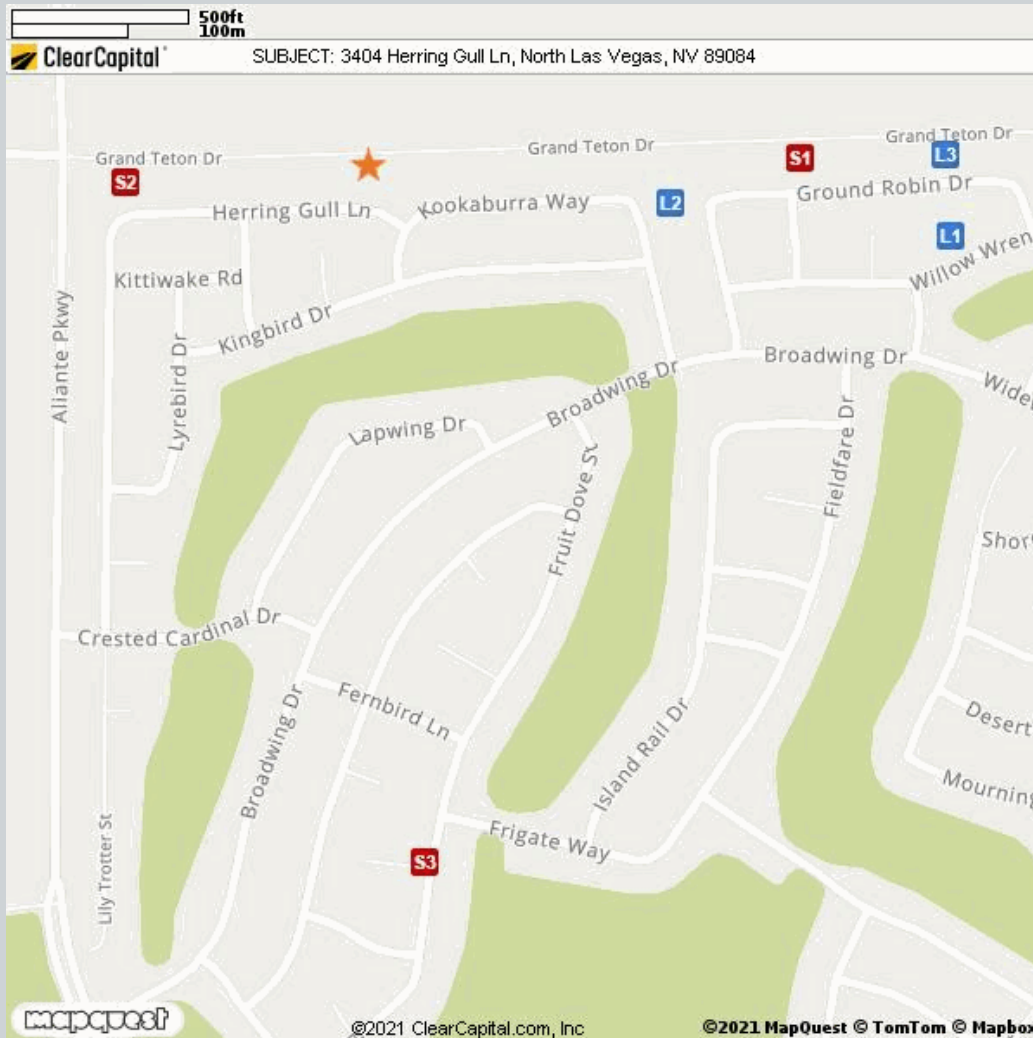 500ft
100m
ClearCapital
SUBJECT: 3404 Herring Gull Ln, North Las Vegas, NV 89084
Grand Teton Dr
Grand Teton Dr
Grand Teton Dr
S2
S1
L3
Herring Gull Ln
Kookaburra Way
L2
Ground Robin Dr
L1
Kittiwake Rd
Willow Wren
Kingbird Dr
Aliante Pkwy
Lyrebird Dr
Broadwing Dr
Broadwing Dr
Lapwing Dr
Fieldfare Dr
Fruit Dove St
Crested Cardinal Dr
Fernbird Ln
Desert
Broadwing Dr
Island Rail Dr
Mourning
Lily Trotter St
Frigate Way
S3
mapquest
©2021 ClearCapital.com, Inc
©2021 MapQuest © TomTom © Mapbox